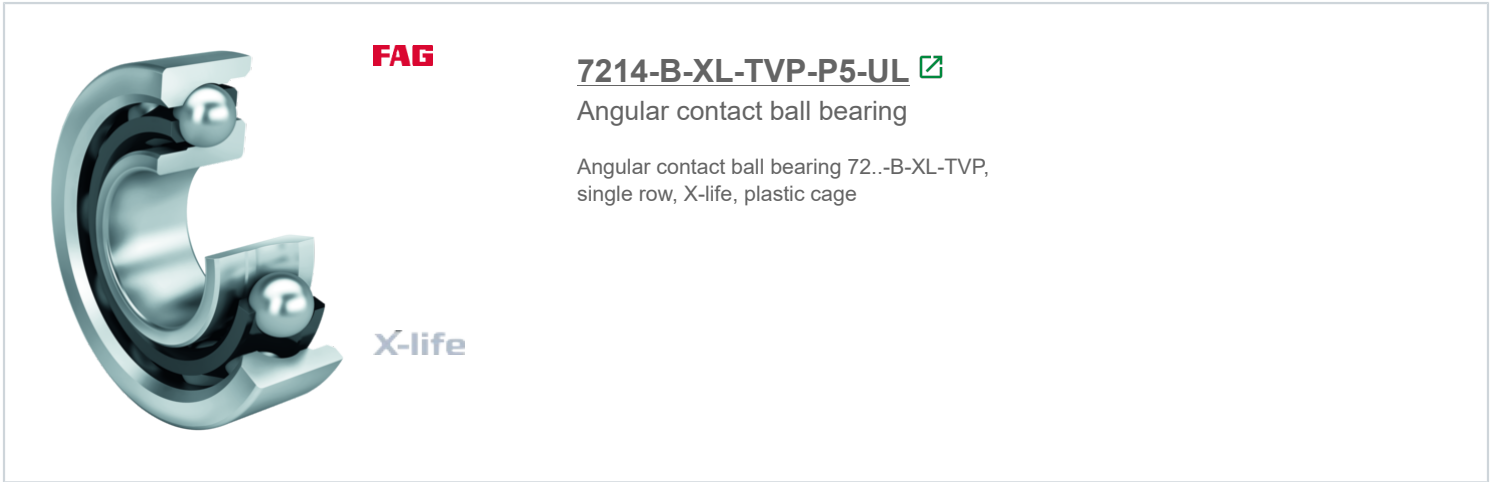 FAG
7214-B-XL-TVP-P5-UL
Angular contact ball bearing
Angular contact ball bearing 72..-B-XL-TVP,
single row, X-life, plastic cage
X-life